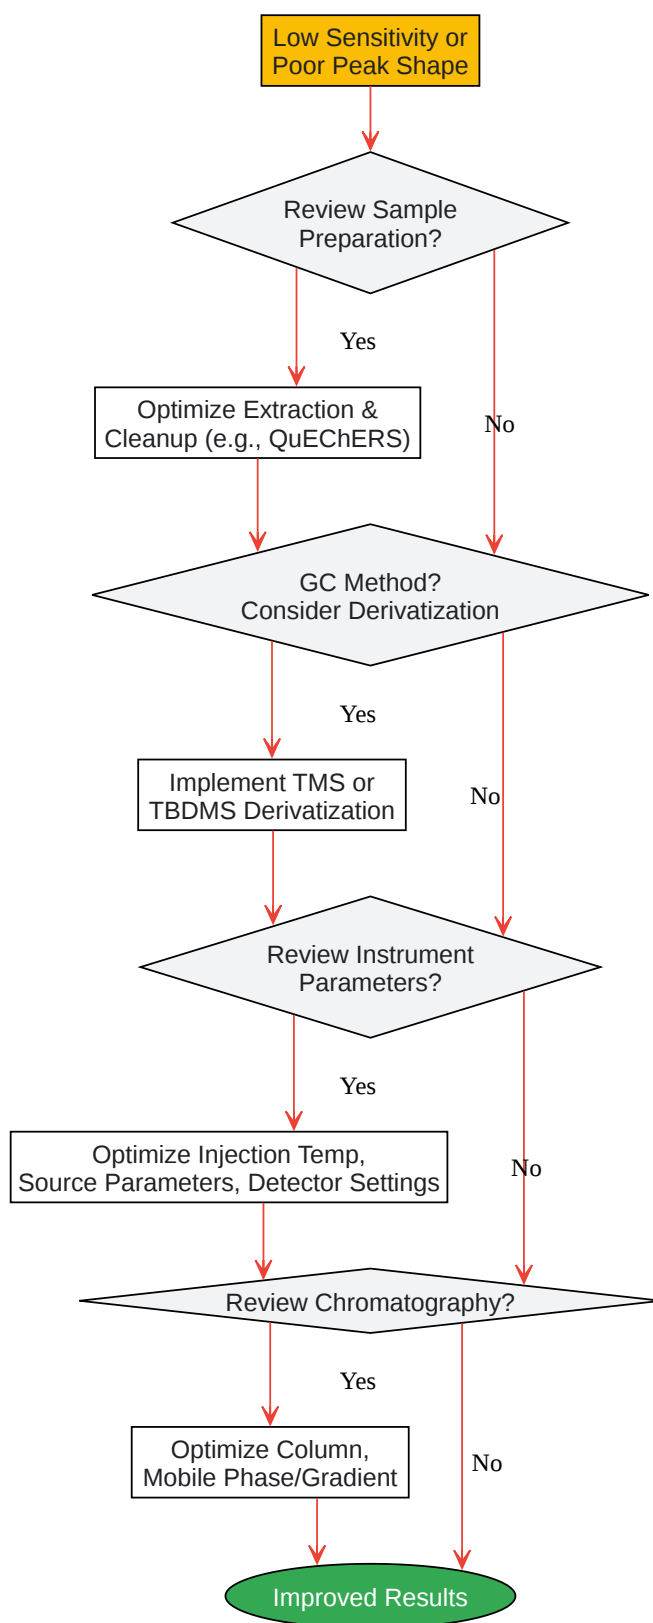 Low Sensitivity or
Poor Peak Shape
Review Sample
Preparation?
Yes
Optimize Extraction &
Cleanup (e.g., QuEChERS)
No
GC Method?
Consider Derivatization
Yes
Implement TMS or
TBDMS Derivatization
No
Review Instrument
Parameters?
Yes
Optimize Injection Temp,
Source Parameters, Detector Settings
No
Review Chromatography?
Yes
Optimize Column,
Mobile Phase/Gradient
No
Improved Results